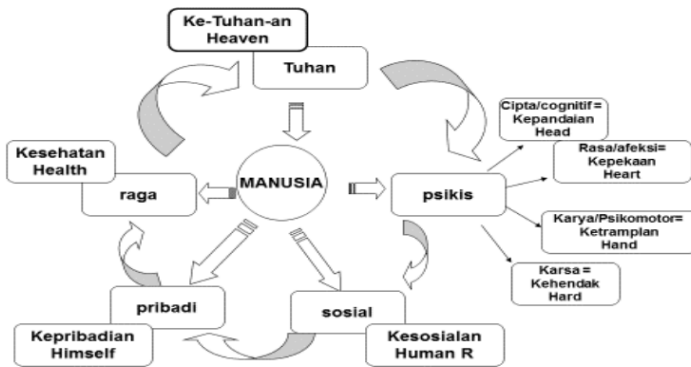 Ke-Tuhan-an
Heaven
Tuhan
Cipta/cognitif =
Kepandaian
Head
Kesehatan
Health
Rasa/afeksi=
Kepekaan
Heart
raga
MANUSIA
psikis
Karya/Psikomotor=
Ketramplan
Hand
Karsa =
Kehendak
Hard
pribadi
sosial
Kepribadian
Himself
Kesosialan
Human R